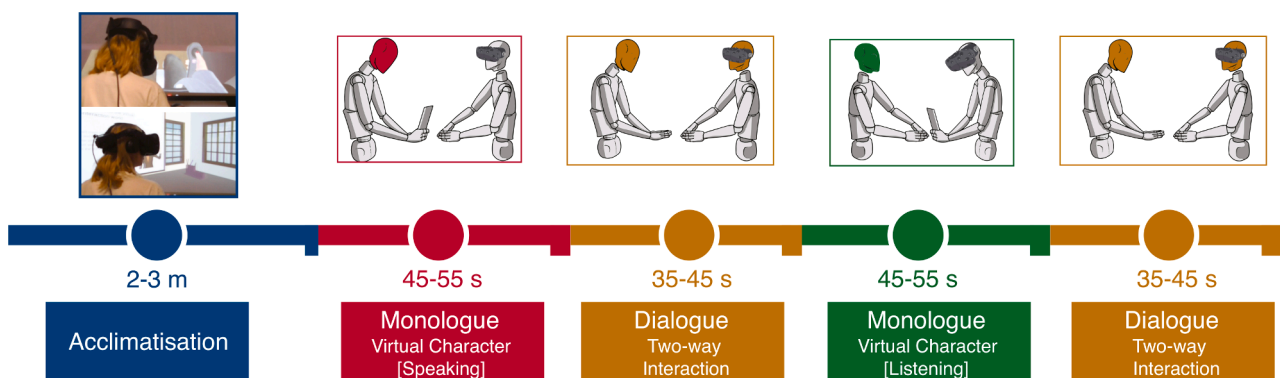 2-3 m
45-55 s
35-45 s
45-55 s
35-45 s
Acclimatisation
Monologue
Virtual Character
[Speaking]
Dialogue
Two-way
Interaction
Monologue
Virtual Character
[Listening]
Dialogue
Two-way
Interaction